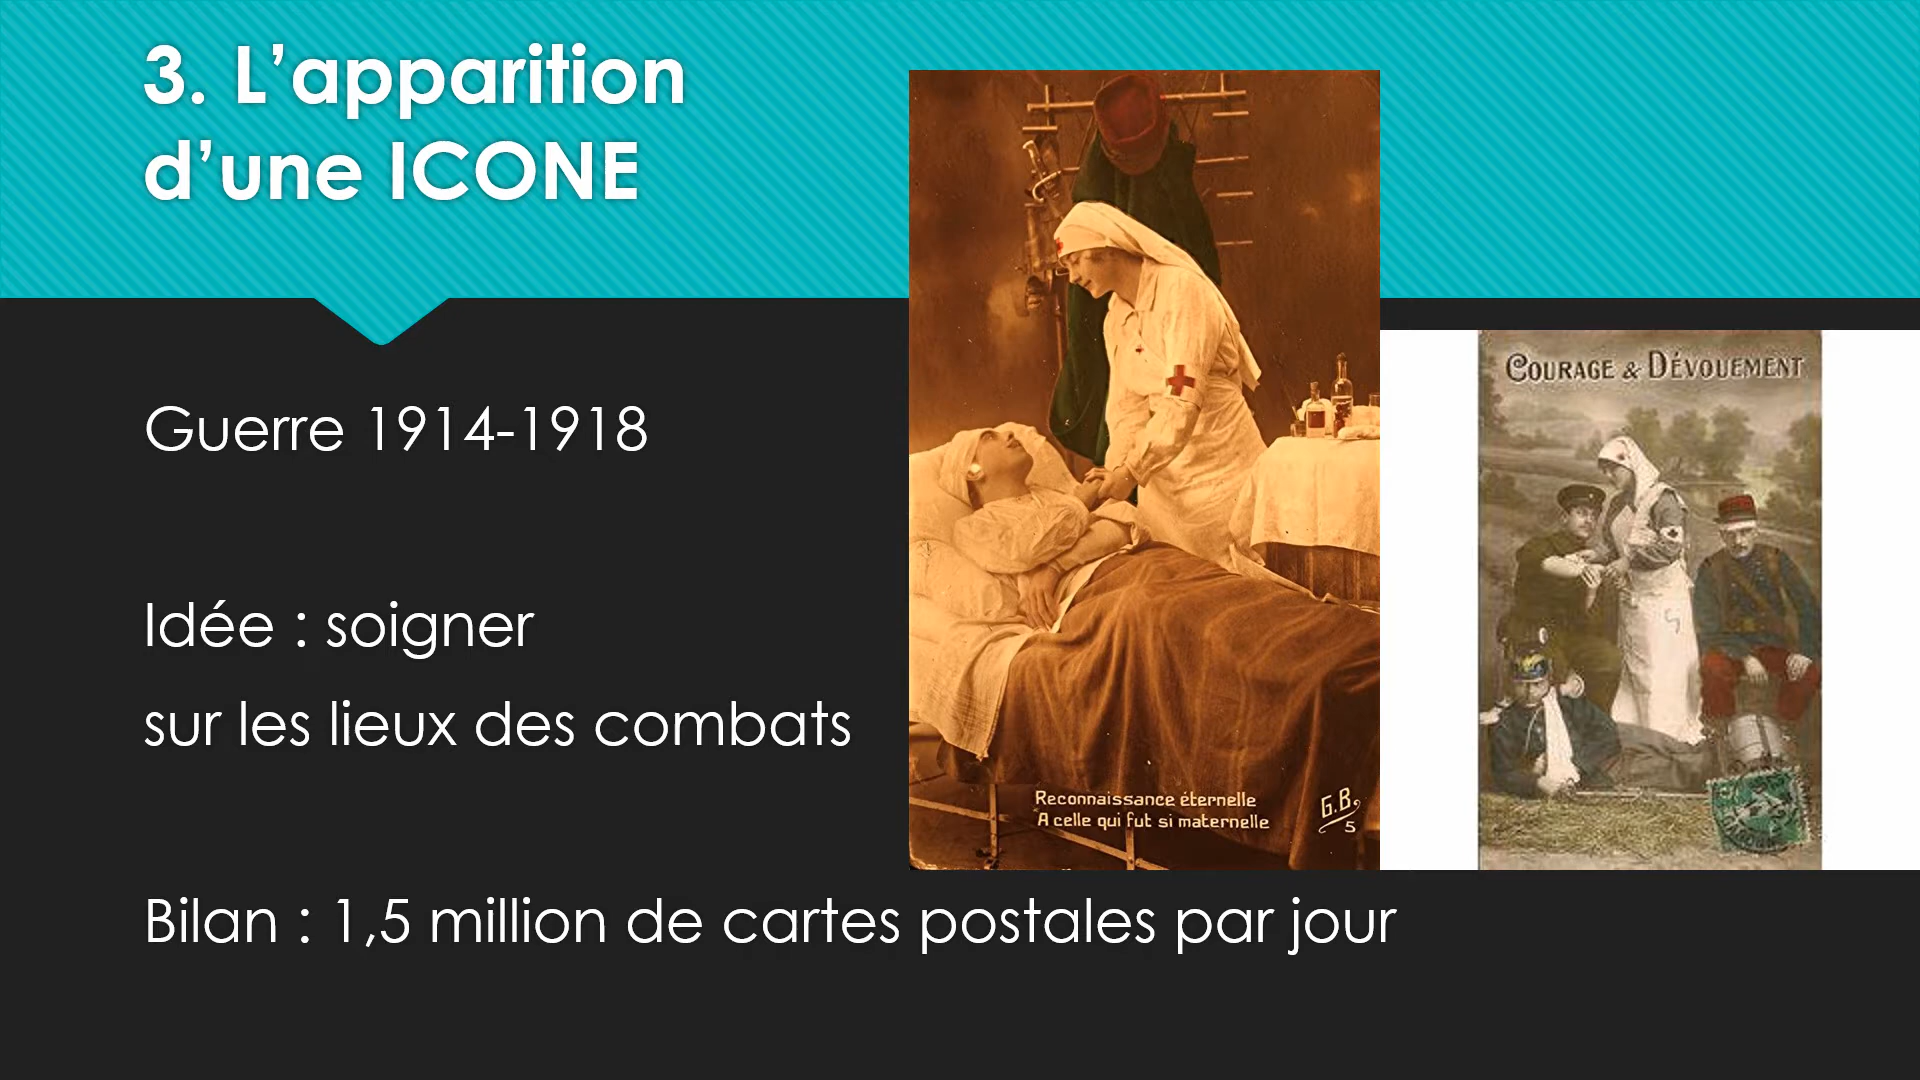 3. L’apparition
d’une ICONE
Guerre 1914-1918
Idée : soigner
sur les lieux des combats
Bilan : 1,5 million de cartes postales par jour
Reconnaissance éternelle
A celle qui fut si maternelle
G.B.
5
COURAGE & DÉVOUEMENT